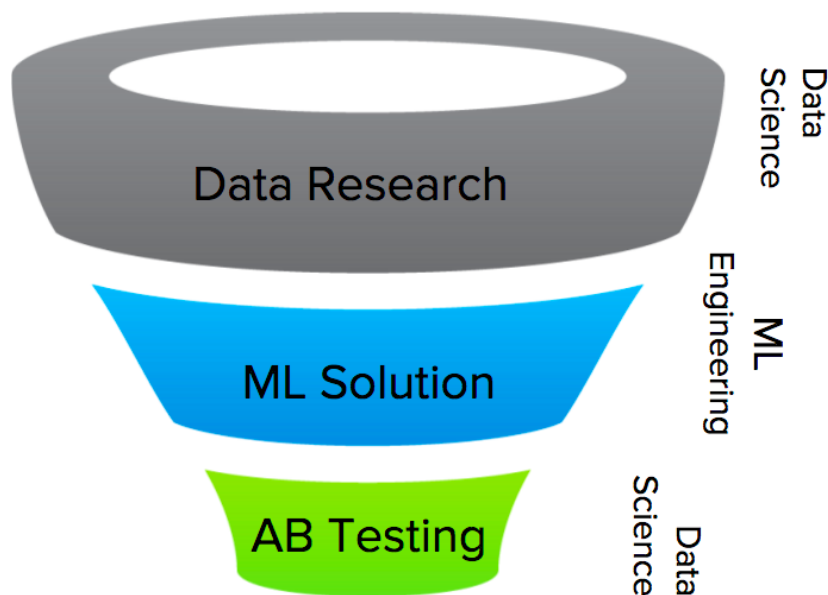 Data Research
Data
Science
ML Solution
ML
Engineering
AB Testing
Data
Science